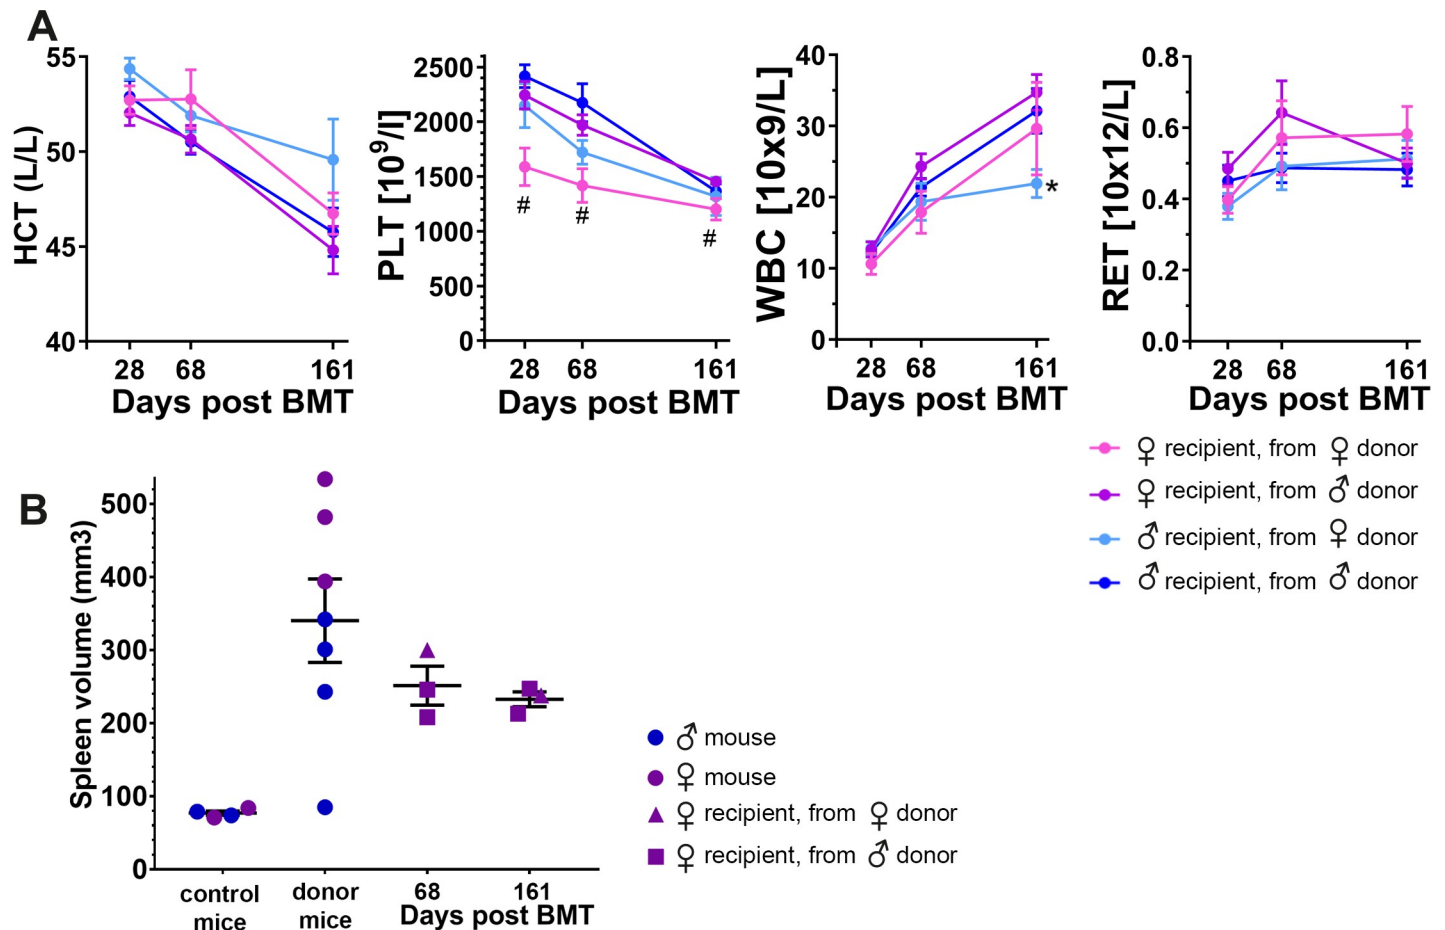 A
HCT (L/L)
55
50
45
40
28 68 161
Days post BMT
PLT [10⁹/l]
2500
2000
1500
1000
500
0
# # #
28 68 161
Days post BMT
WBC [10x9/L]
40
30
20
10
0
*
28 68 161
Days post BMT
RET [10x12/L]
0.8
0.6
0.4
0.2
0.0
28 68 161
Days post BMT
♀ recipient, from ♀ donor
♀ recipient, from ♂ donor
♂ recipient, from ♀ donor
♂ recipient, from ♂ donor
B
Spleen volume (mm3)
500
400
300
200
100
0
control
mice
donor
mice
68 161
Days post BMT
♂ mouse
♀ mouse
♀ recipient, from ♀ donor
♀ recipient, from ♂ donor